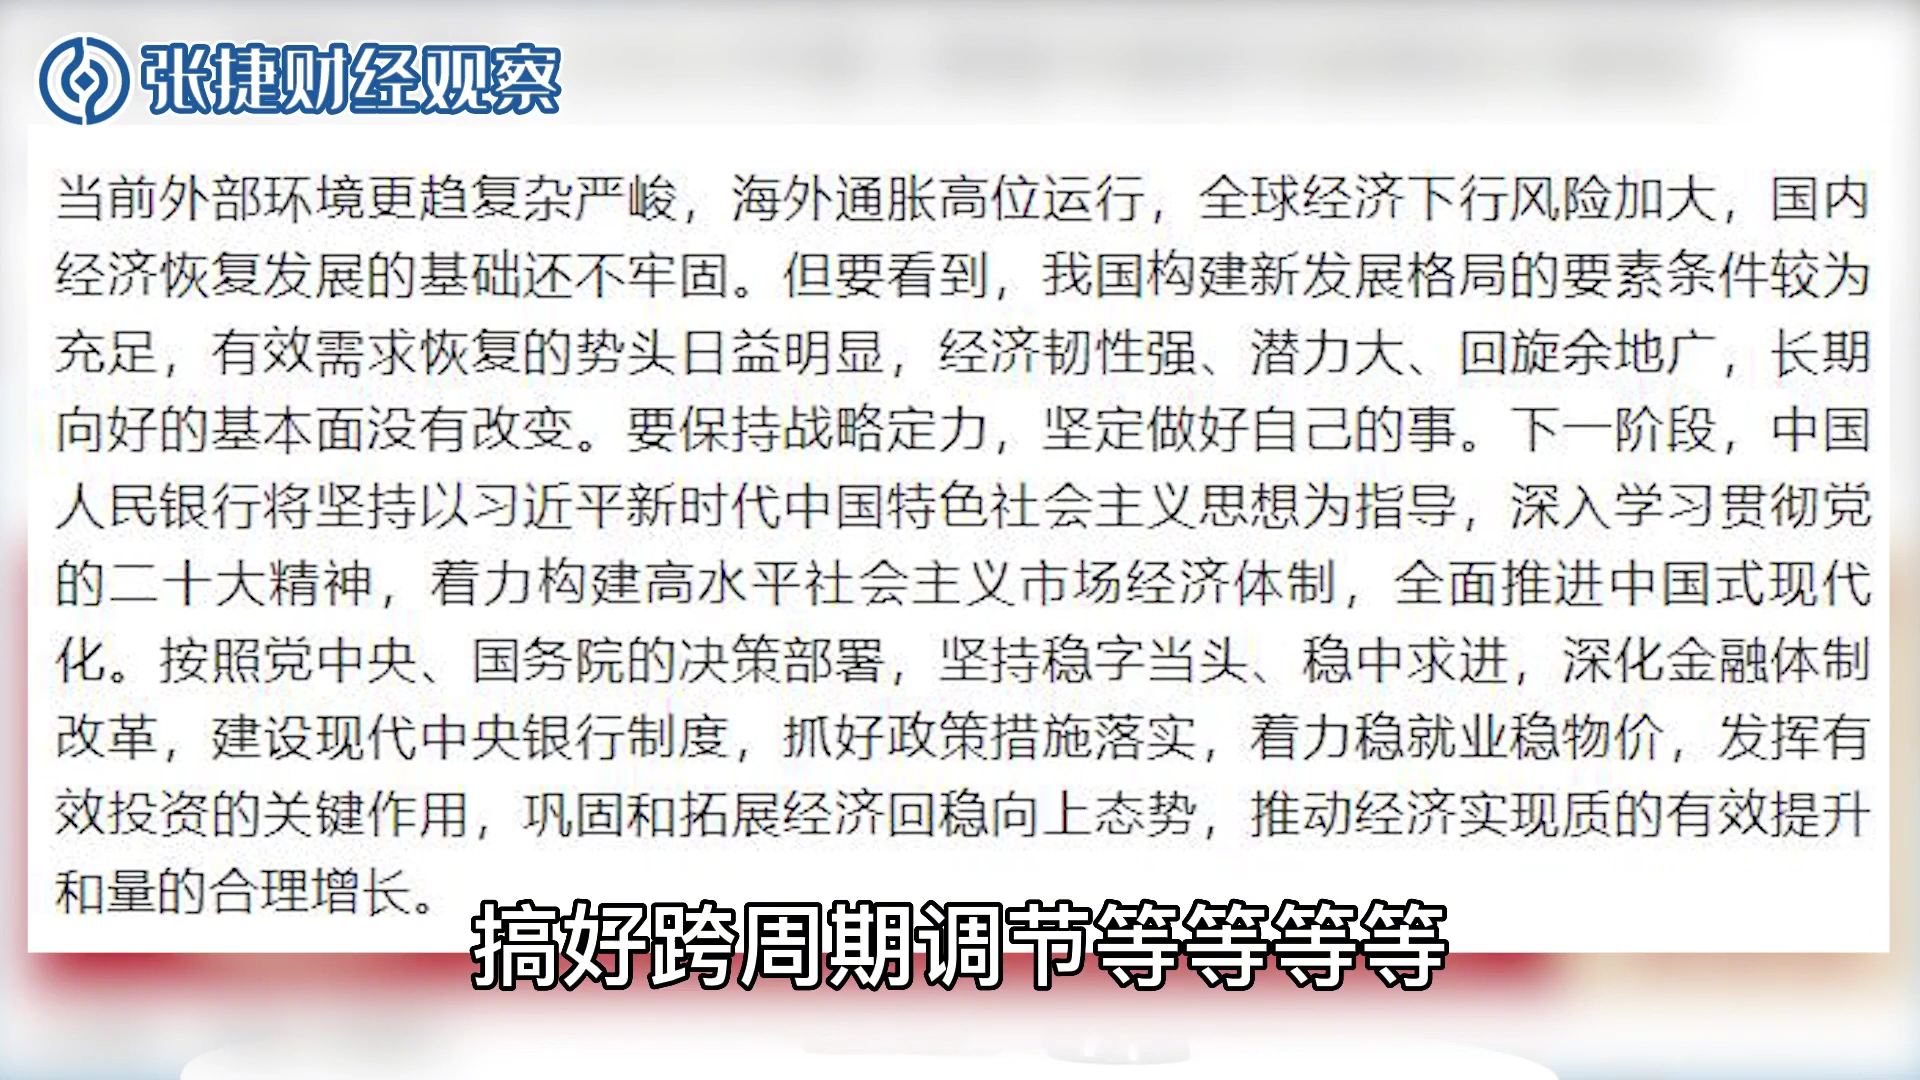 张捷财经观察
当前外部环境更趋复杂严峻，海外通胀高位运行，全球经济下行风险加大，国内
经济恢复发展的基础还不牢固。但要看到，我国构建新发展格局的要素条件较为
充足，有效需求恢复的势头日益明显，经济韧性强、潜力大、回旋余地广，长期
向好的基本面没有改变。要保持战略定力，坚定做好自己的事。下一阶段，中国
人民银行将坚持以习近平新时代中国特色社会主义思想为指导，深入学习贯彻党
的二十大精神，着力构建高水平社会主义市场经济体制，全面推进中国式现代
化。按照党中央、国务院的决策部署，坚持稳字当头、稳中求进，深化金融体制
改革，建设现代中央银行制度，抓好政策措施落实，着力稳就业稳物价，发挥有
效投资的关键作用，巩固和拓展经济回稳向上态势，推动经济实现质的有效提升
和量的合理增长。
搞好跨周期调节等等等等